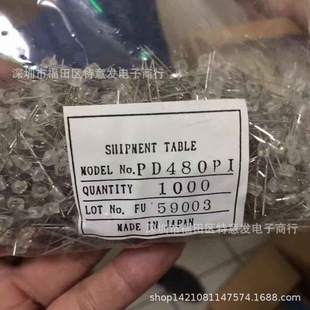 深圳市福田区特意发电子商行
SHIPMENT TABLE
MODEL No. PD480PI
QUANTITY 1000
LOT No. FU 59003
MADE IN JAPAN
深圳市福田区特意发电子商行
shop1421081147574.1688.com